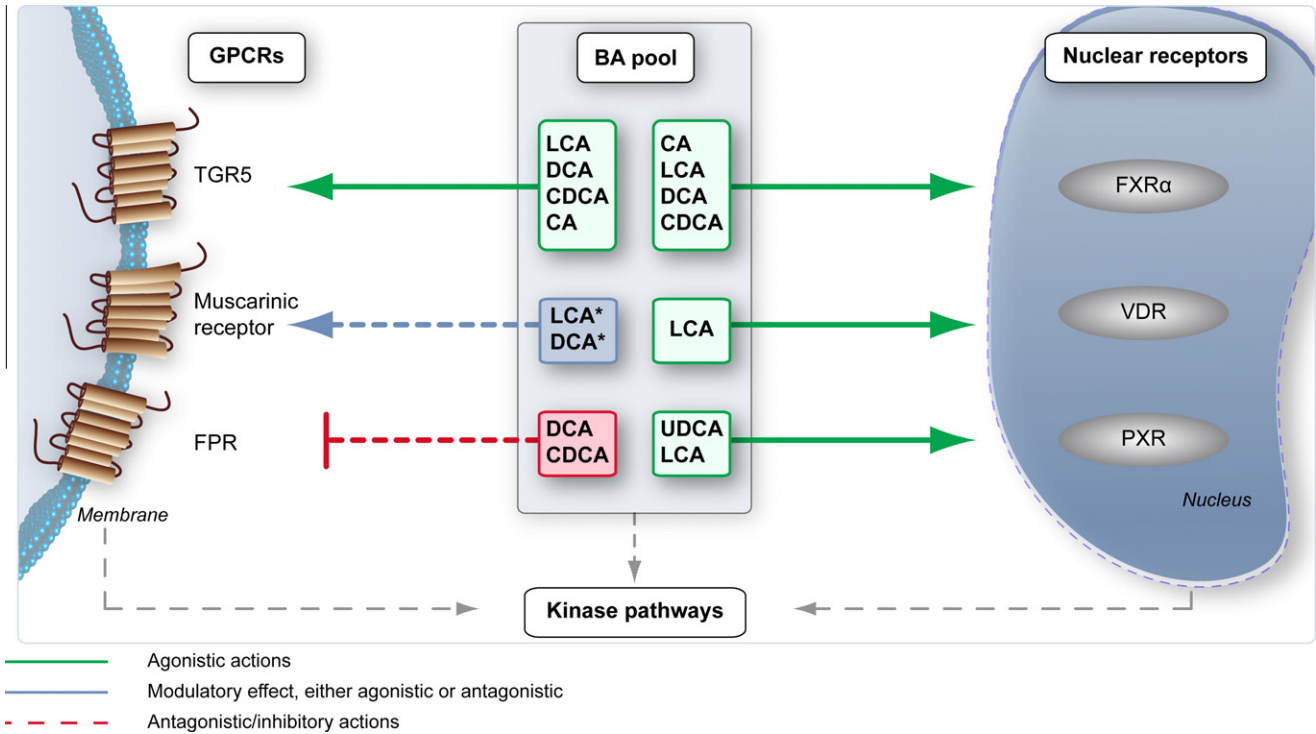 GPCRs
BA pool
Nuclear receptors
TGR5
LCA
DCA
CDCA
CA
CA
LCA
DCA
CDCA
FXRα
Muscarinic
receptor
LCA*
DCA*
LCA
VDR
FPR
DCA
CDCA
UDCA
LCA
PXR
Membrane
Nucleus
Kinase pathways
Agonistic actions
Modulatory effect, either agonistic or antagonistic
Antagonistic/inhibitory actions